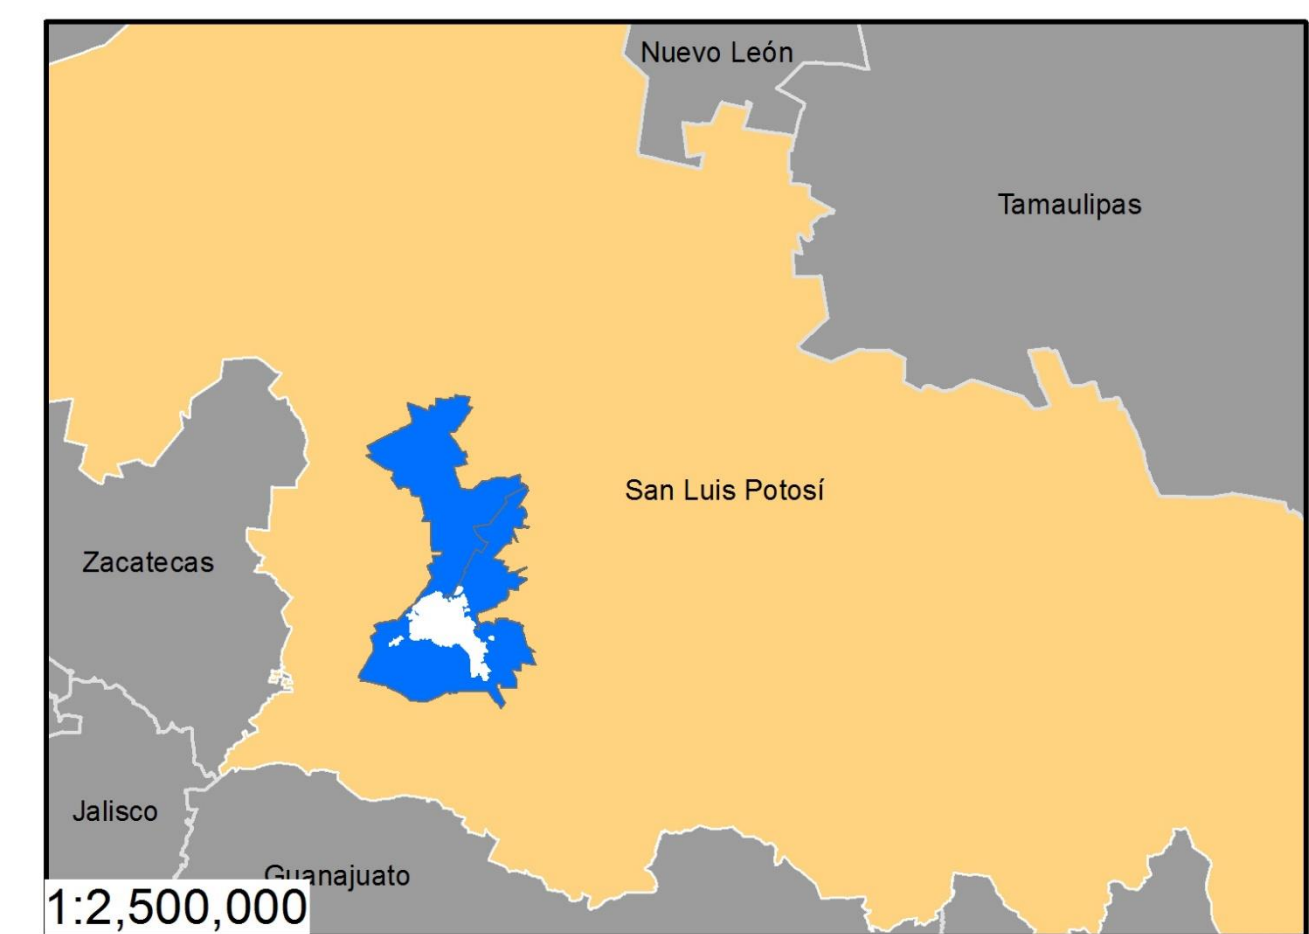 Nuevo León
Tamaulipas
San Luis Potosí
Zacatecas
Jalisco
Guanajuato
1:2,500,000